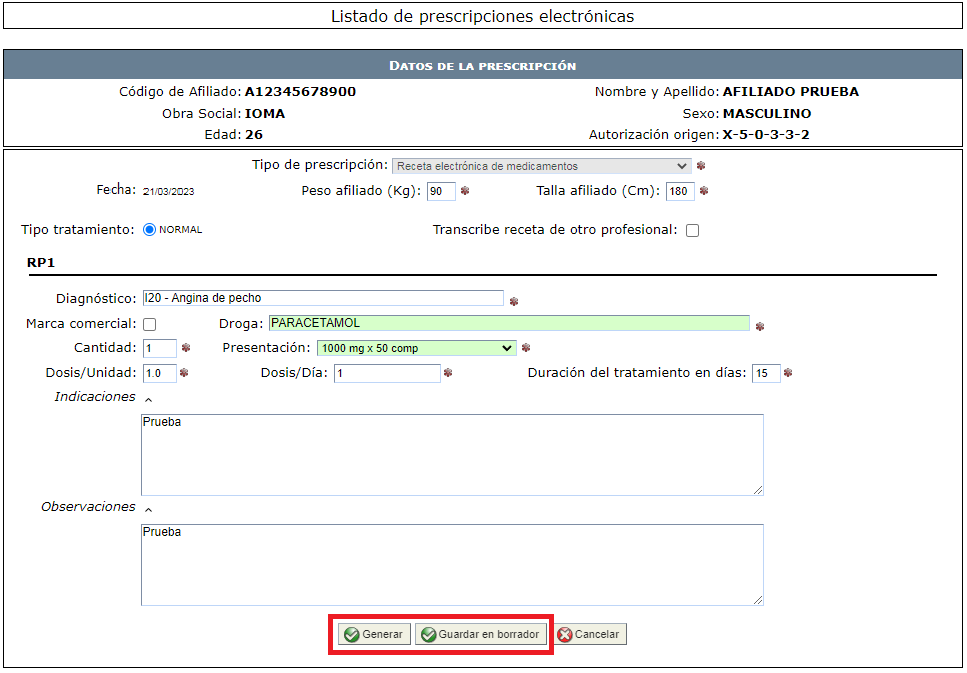 Listado de prescripciones electrónicas
DATOS DE LA PRESCRIPCIÓN
Código de Afiliado: A12345678900 Nombre y Apellido: AFILIADO PRUEBA
Obra Social: IOMA Sexo: MASCULINO
Edad: 26 Autorización origen: X-5-0-3-3-2
Tipo de prescripción: Receta electrónica de medicamentos
Fecha: 21/03/2023 Peso afiliado (Kg): 90 Talla afiliado (Cm): 180
Tipo tratamiento: NORMAL Transcribe receta de otro profesional:
RP1
Diagnóstico: I20 - Angina de pecho
Marca comercial: Droga: PARACETAMOL
Cantidad: 1 Presentación: 1000 mg x 50 comp
Dosis/Unidad: 1.0 Dosis/Día: 1 Duración del tratamiento en días: 15
Indicaciones
Prueba
Observaciones
Prueba
Generar Guardar en borrador Cancelar